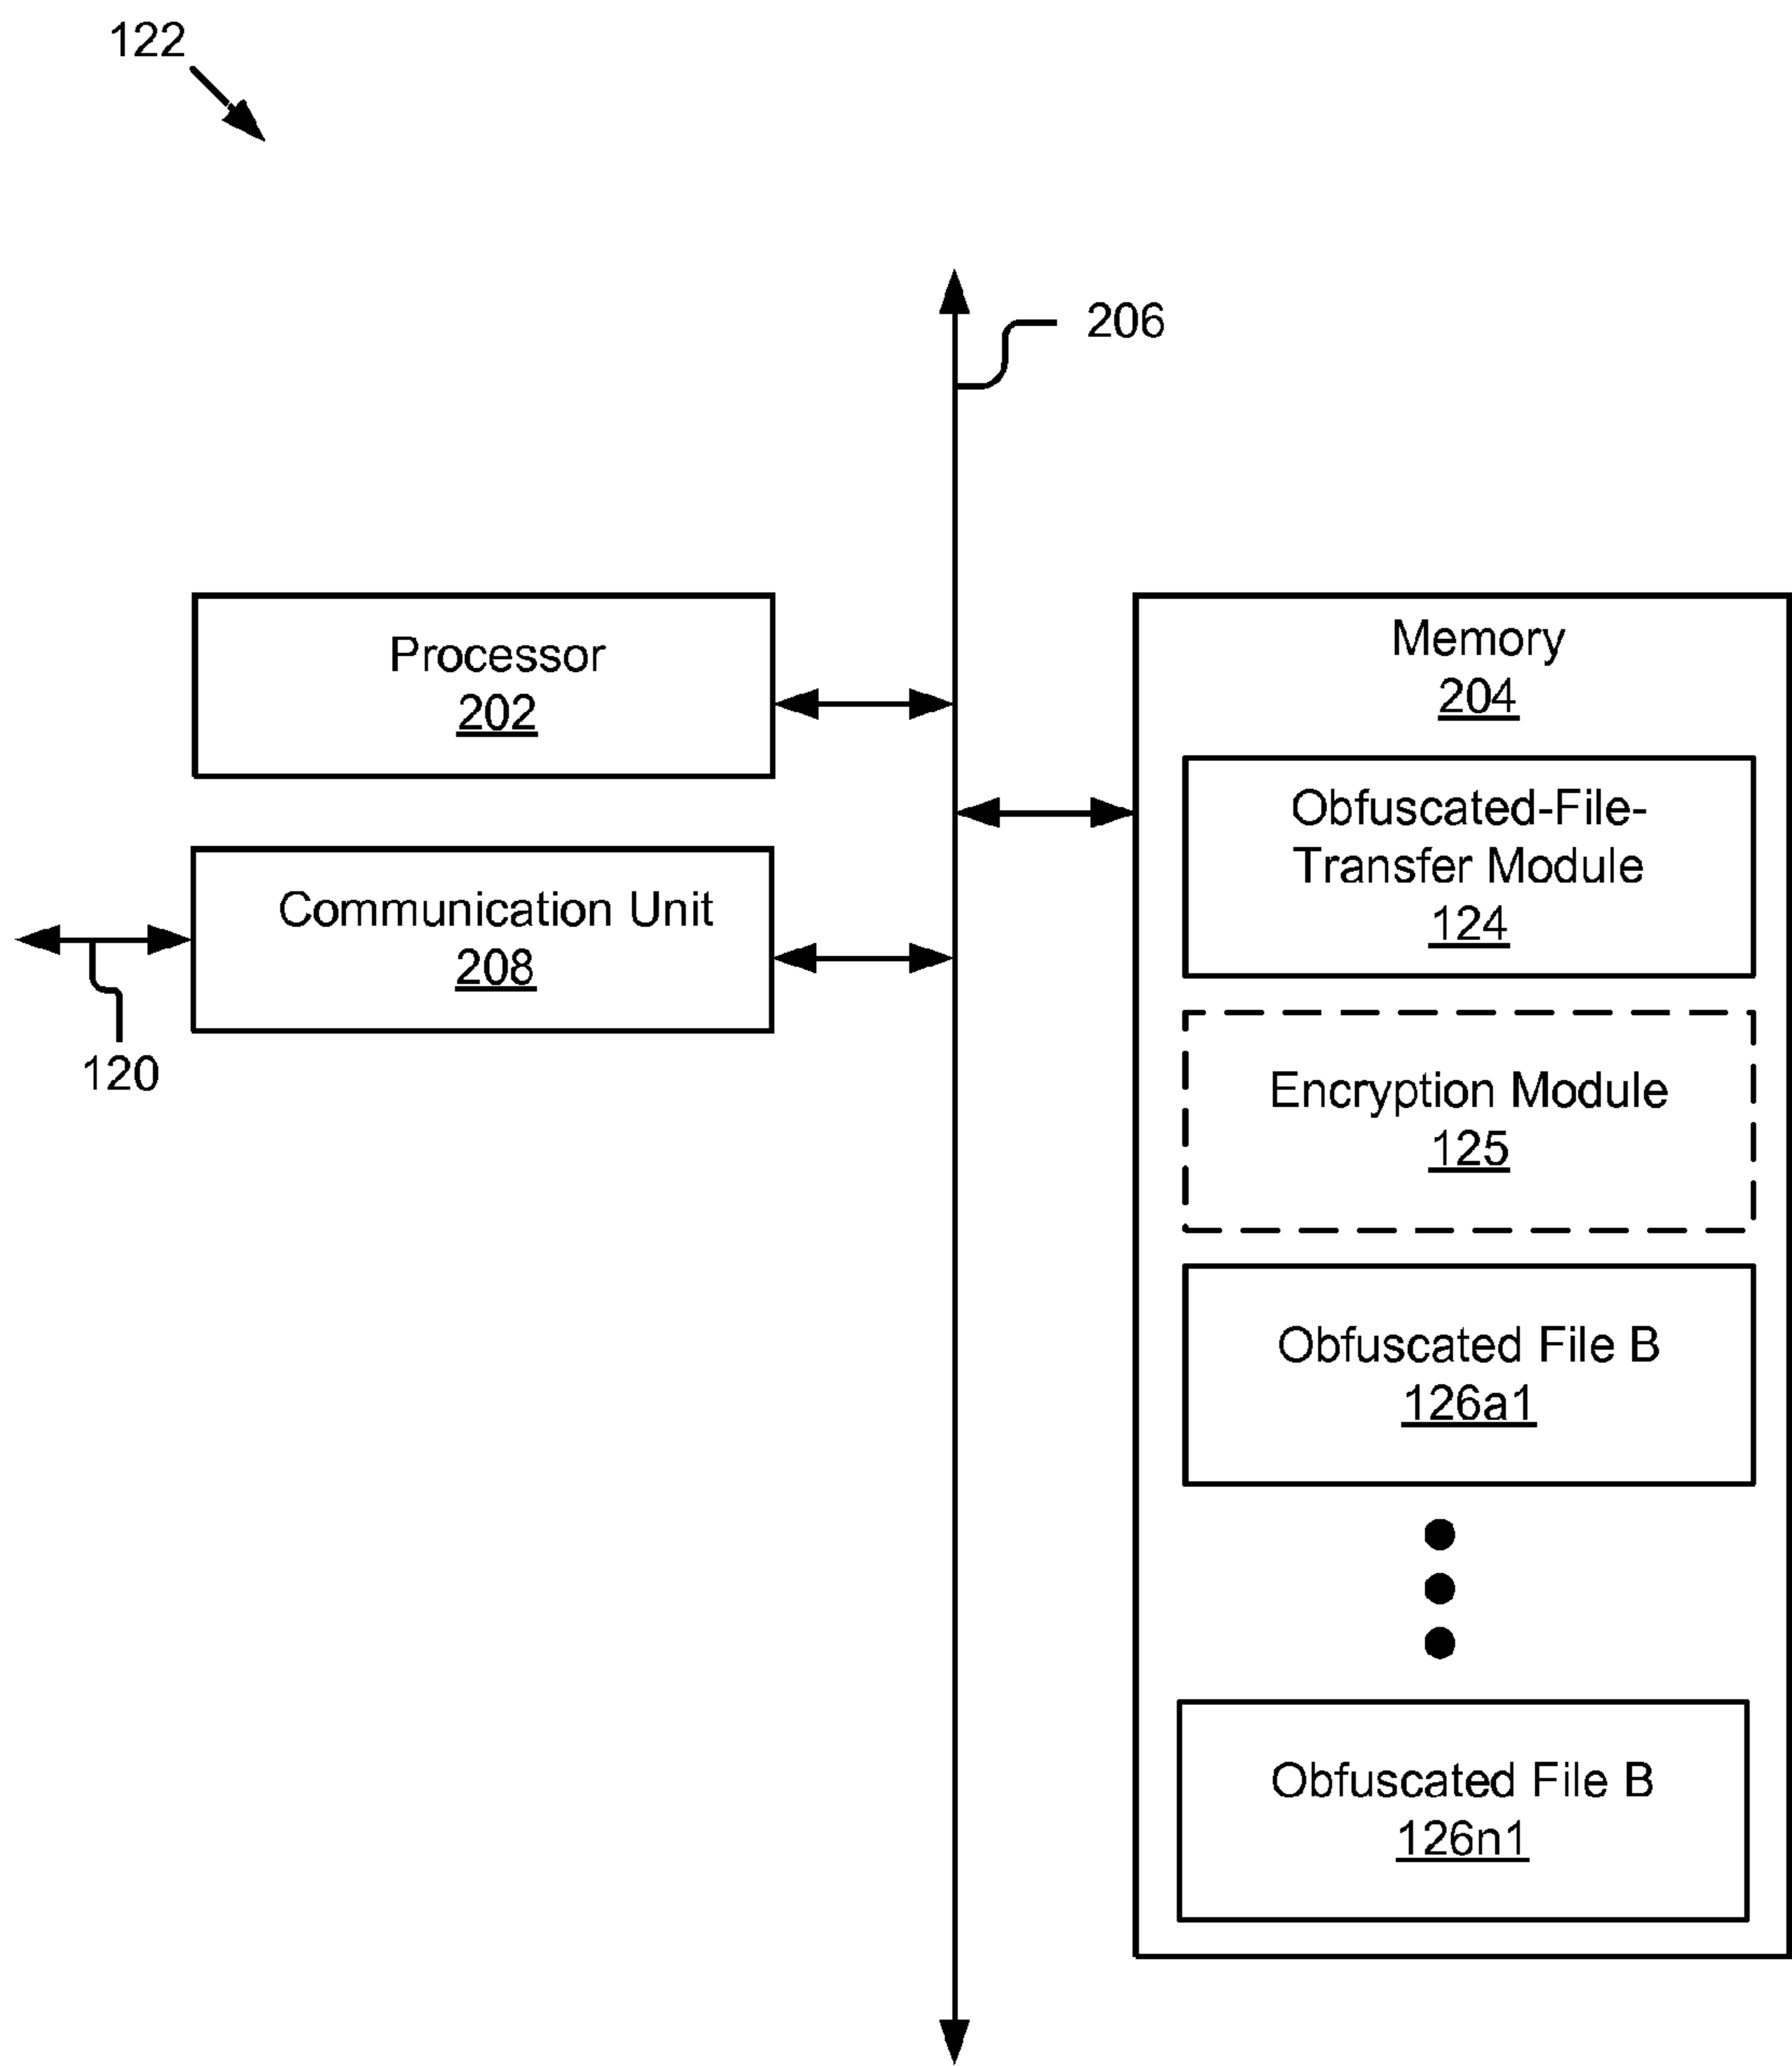 122
206
Processor
202
Memory
204
Obfuscated-File-
Transfer Module
124
Communication Unit
208
120
Encryption Module
125
Obfuscated File B
126a1
Obfuscated File B
126n1